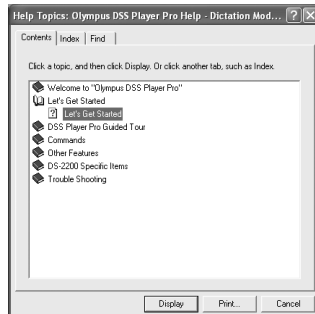 Help Topics: Olympus DSS Player Pro Help - Dictation Mod...
Contents Index Find
Click a topic, and then click Display. Or click another tab, such as Index.
Welcome to "Olympus DSS Player Pro"
Let's Get Started
Let's Get Started
DSS Player Pro Guided Tour
Commands
Other Features
DS-2200 Specific Items
Trouble Shooting
Display Print... Cancel